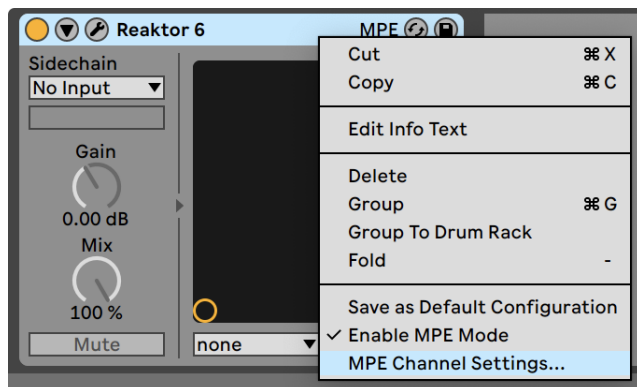 Reaktor 6 MPE
Sidechain
No Input
Gain
0.00 dB
Mix
100 %
Mute
none
Cut ⌘ X
Copy ⌘ C
Edit Info Text
Delete
Group ⌘ G
Group To Drum Rack
Fold -
Save as Default Configuration
✓ Enable MPE Mode
MPE Channel Settings...